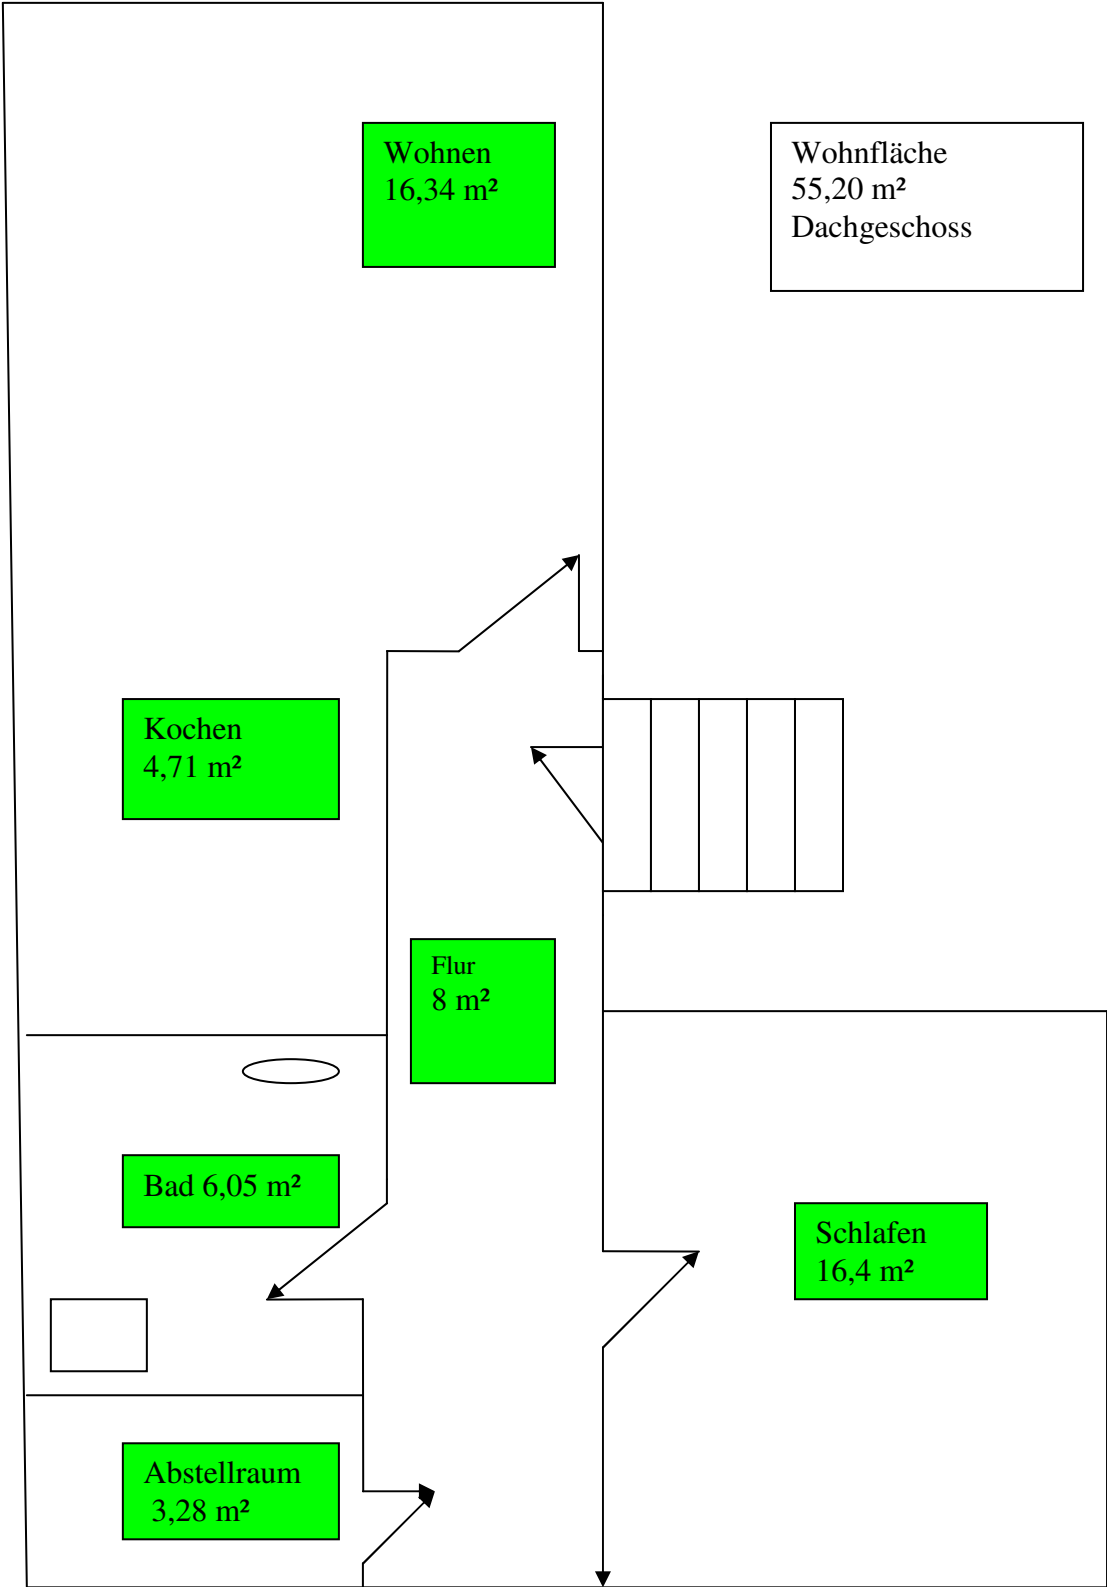 Wohnen
16,34 m²
Wohnfläche
55,20 m²
Dachgeschoss
Kochen
4,71 m²
Flur
8 m²
Bad 6,05 m²
Schlafen
16,4 m²
Abstellraum
3,28 m²